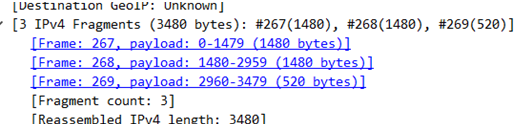 [Destination GeoIP: Unknown]
[3 IPv4 Fragments (3480 bytes): #267(1480), #268(1480), #269(520)]
[Frame: 267, payload: 0-1479 (1480 bytes)]
[Frame: 268, payload: 1480-2959 (1480 bytes)]
[Frame: 269, payload: 2960-3479 (520 bytes)]
[Fragment count: 3]
[Reassembled IPv4 length: 3480]